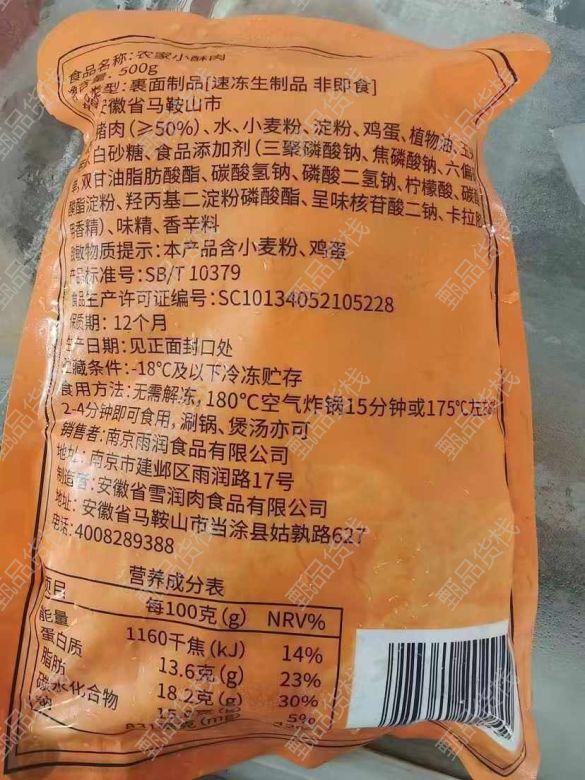 食品名称:农家小酥肉
含量:500g
类型:裹面制品[速冻生制品 非即食]
安徽省马鞍山市
猪肉(≥50%)、水、小麦粉、淀粉、鸡蛋、植物油、玉
白砂糖、食品添加剂(三聚磷酸钠、焦磷酸钠、六偏
双甘油脂肪酸酯、碳酸氢钠、磷酸二氢钠、柠檬酸、碳酸
酸酯淀粉、羟丙基二淀粉磷酸酯、呈味核苷酸二钠、卡拉胶
品香精)、味精、香辛料
敏物质提示:本产品含小麦粉、鸡蛋
产品标准号:SB/T 10379
食品生产许可证编号:SC10134052105228
保质期:12个月
生产日期:见正面封口处
贮藏条件:-18℃及以下冷冻贮存
食用方法:无需解冻,180℃空气炸锅15分钟或175℃左
2-4分钟即可食用,涮锅、煲汤亦可
销售者:南京雨润食品有限公司
地址:南京市建邺区雨润路17号
制造者:安徽省雪润肉食品有限公司
地址:安徽省马鞍山市当涂县姑孰路627
电话:4008289388
营养成分表
项目 每100克(g) NRV%
能量 1160千焦(kJ) 14%
蛋白质 13.6克(g) 23%
脂肪 18.2克(g) 30%
碳水化合物 5%
钠
甄品货栈